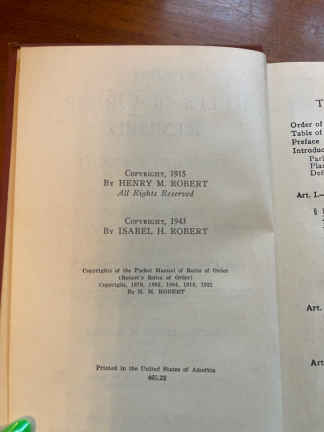 Copyright, 1915
By HENRY M. ROBERT
All Rights Reserved
Copyright, 1943
By ISABEL H. ROBERT
Copyrights of the Pocket Manual of Rules of Order
(Robert's Rules of Order)
Copyright, 1876, 1893, 1904, 1918, 1921
By H. M. ROBERT
Printed in the United States of America
Order of
Table of
Preface
Introduc
Art. I.—
§
Art.
Art